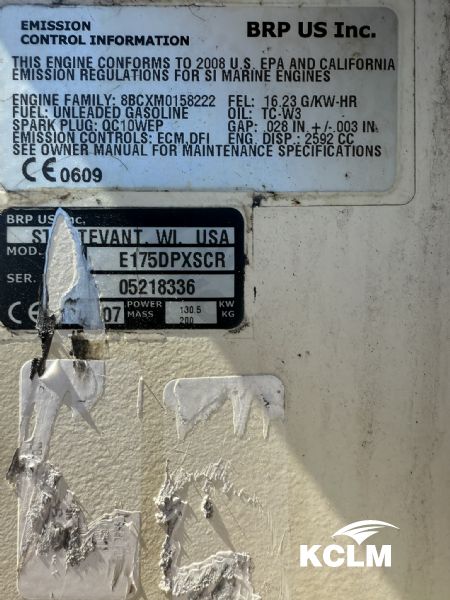 EMISSION
CONTROL INFORMATION
BRP US Inc.
THIS ENGINE CONFORMS TO 2008 U.S. EPA AND CALIFORNIA
EMISSION REGULATIONS FOR SI MARINE ENGINES
ENGINE FAMILY: 8BCXM0158222 FEL: 16.23 G/KW-HR
FUEL: UNLEADED GASOLINE OIL: TC-W3
SPARK PLUG: QC10WEP GAP: .028 IN +/-.003 IN.
EMISSION CONTROLS: ECM,DFI ENG. DISP.: 2592 CC
SEE OWNER MANUAL FOR MAINTENANCE SPECIFICATIONS
CE 0609
BRP US Inc.
STURTEVANT, WI, USA
MOD. E175DPXSCR
SER. 05218336
CE 07 POWER 130.5 KW
MASS 200 KG
KCLM